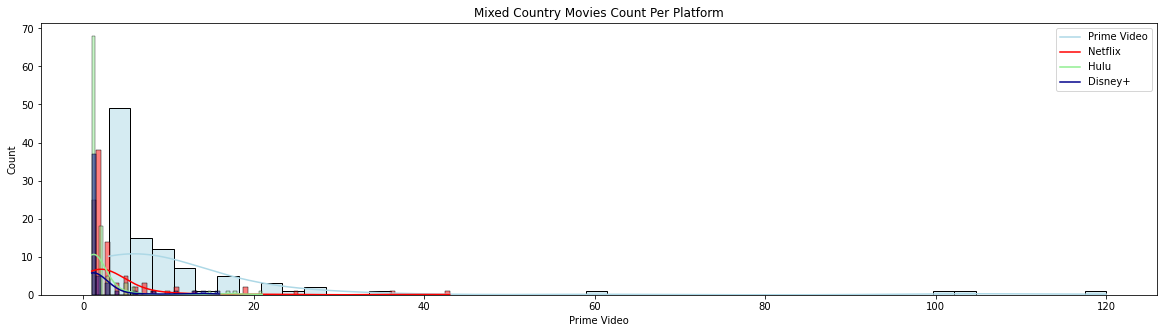 Mixed Country Movies Count Per Platform
70
60
50
40
30
20
10
0
Count
Prime Video
Netflix
Hulu
Disney+
0 20 40 60 80 100 120
Prime Video